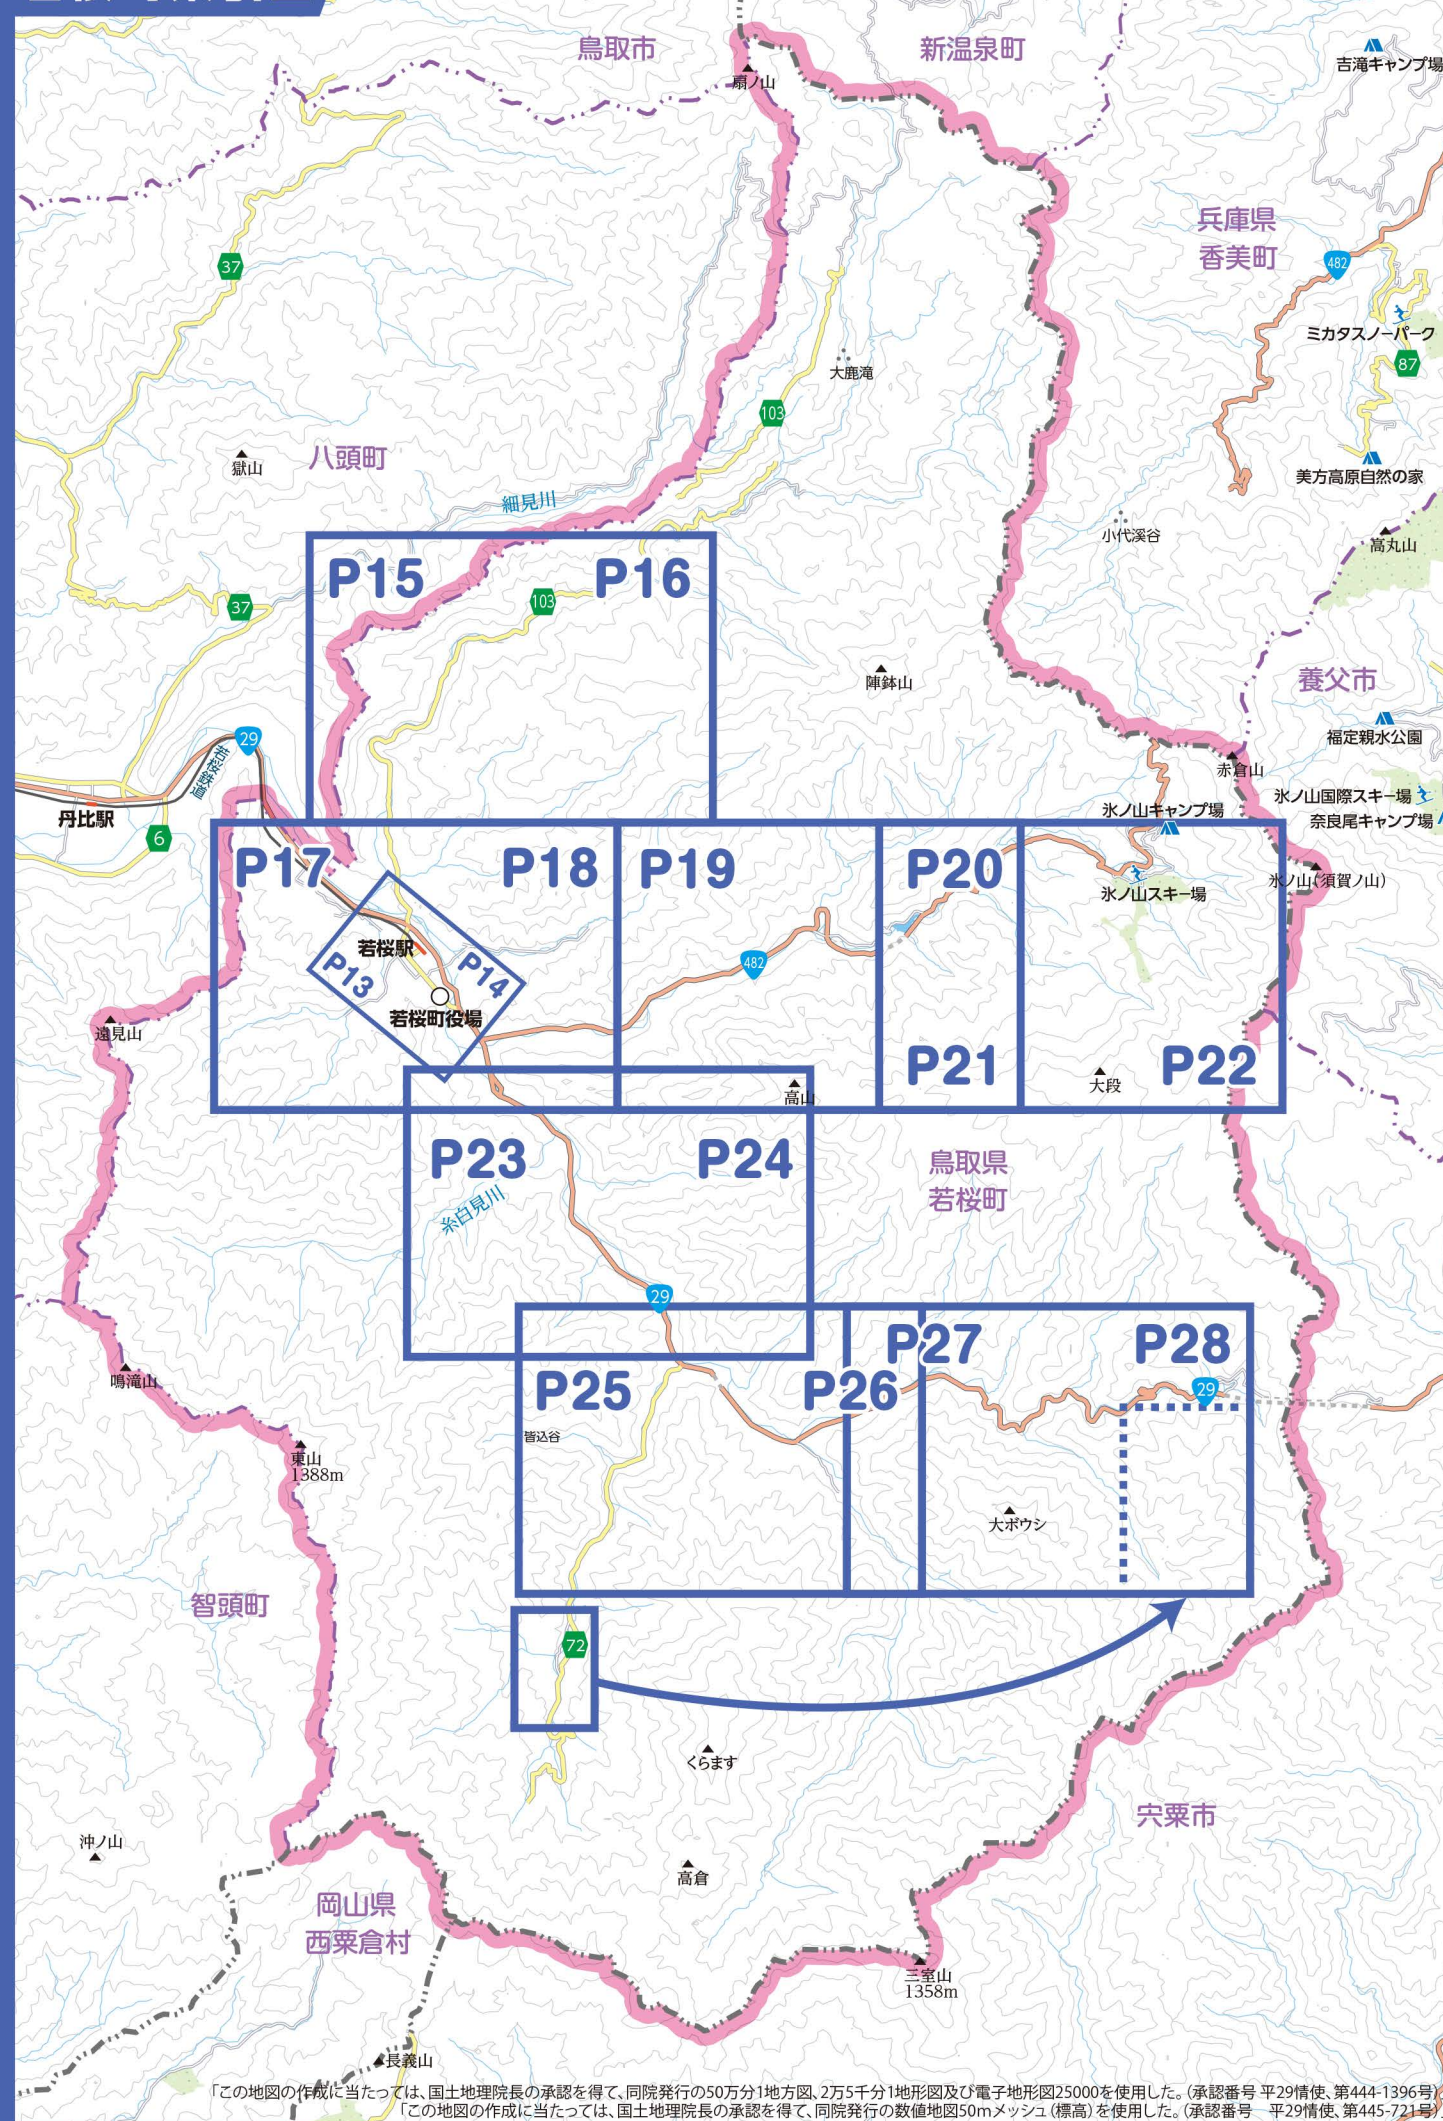 鳥取市
新温泉町
吉滝キャンプ場
扇ノ山
兵庫県
香美町
482
37
ミカタスノーパーク
87
大鹿滝
103
八頭町
獄山
美方高原自然の家
細見川
小代渓谷
高丸山
P15
P16
103
37
陣鉢山
養父市
29
若桜鉄道
福定親水公園
赤倉山
丹比駅
6
氷ノ山キャンプ場
氷ノ山国際スキー場
奈良尾キャンプ場
P17
P18
P19
P20
氷ノ山(須賀ノ山)
氷ノ山スキー場
若桜駅
P13
P14
482
若桜町役場
遠見山
P21
P22
大段
高山
P23
P24
鳥取県
若桜町
糸白見川
29
P27
P28
鳴滝山
P25
P26
29
皆込谷
東山
1388m
大ボウシ
智頭町
72
くらます
宍粟市
沖ノ山
高倉
岡山県
西粟倉村
三室山
1358m
長義山
「この地図の作成に当たっては、国土地理院長の承認を得て、同院発行の50万分1地方図、2万5千分1地形図及び電子地形図25000を使用した。(承認番号 平29情使、第444-1396号)
「この地図の作成に当たっては、国土地理院長の承認を得て、同院発行の数値地図50mメッシュ(標高)を使用した。(承認番号 平29情使、第445-721号)